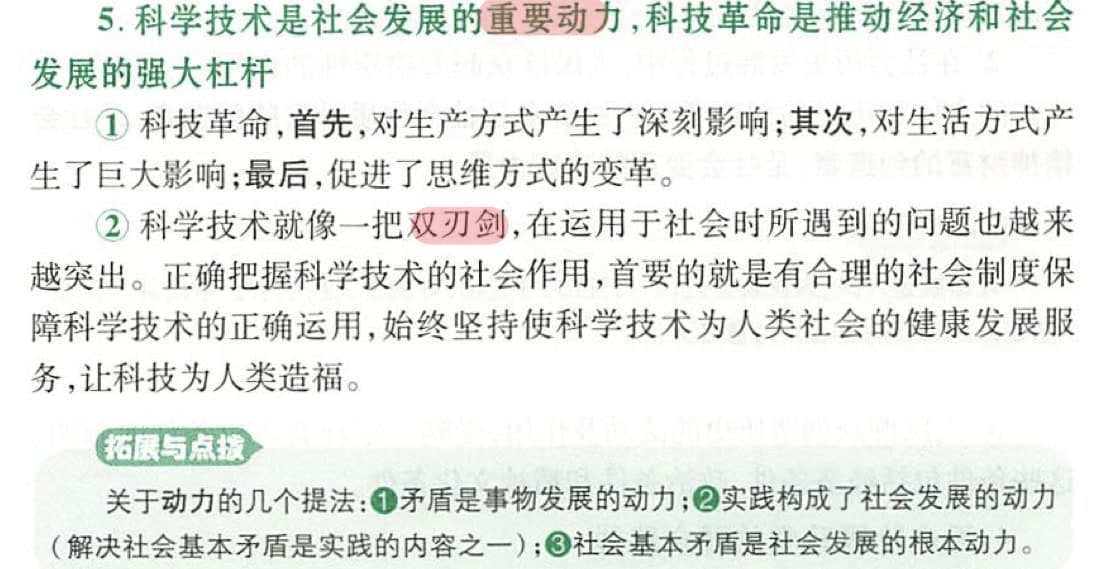 5.科学技术是社会发展的重要动力,科技革命是推动经济和社会
发展的强大杠杆
① 科技革命,首先,对生产方式产生了深刻影响;其次,对生活方式产
生了巨大影响;最后,促进了思维方式的变革。
② 科学技术就像一把双刃剑,在运用于社会时所遇到的问题也越来
越突出。正确把握科学技术的社会作用,首要的就是有合理的社会制度保
障科学技术的正确运用,始终坚持使科学技术为人类社会的健康发展服
务,让科技为人类造福。
拓展与点拨
关于动力的几个提法:❶矛盾是事物发展的动力;❷实践构成了社会发展的动力
(解决社会基本矛盾是实践的内容之一);❸社会基本矛盾是社会发展的根本动力。